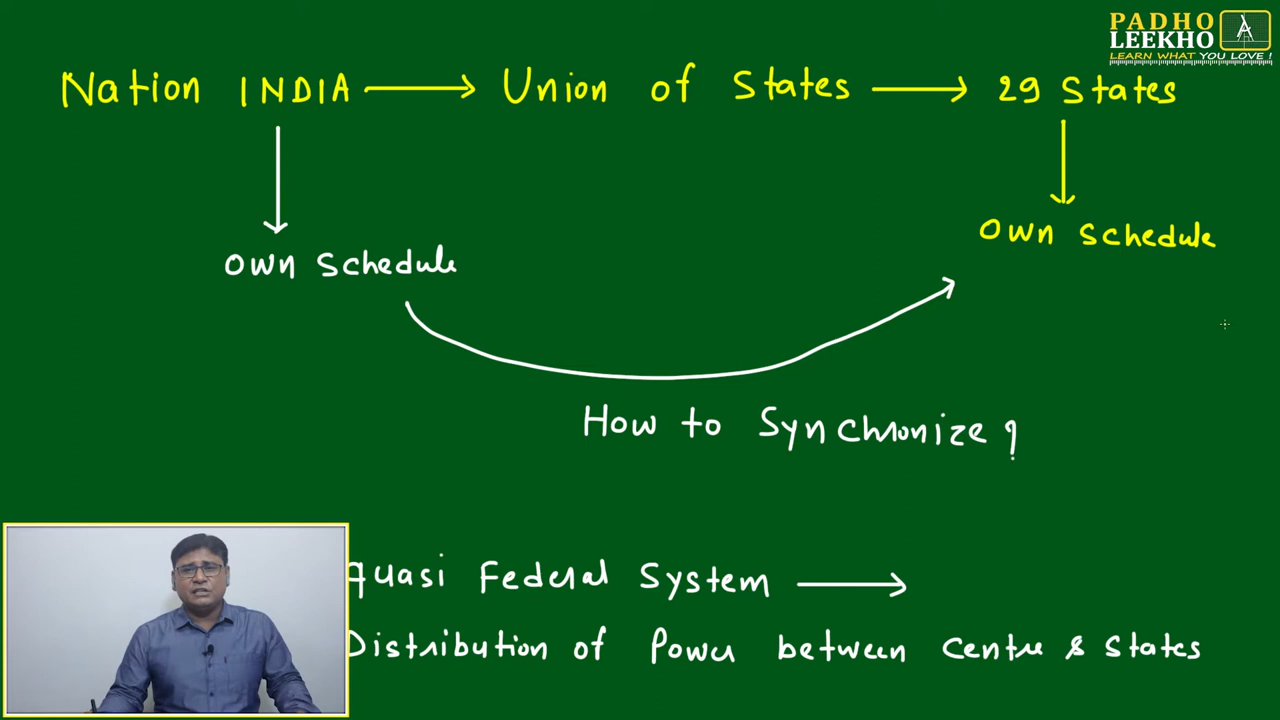 PADHO
LEEKHO
LEARN WHAT YOU LOVE !
Nation INDIA → Union of States → 29 States
Own Schedule
Own Schedule
How to Synchronize ?
quasi Federal System →
Distribution of Power between Centre & States